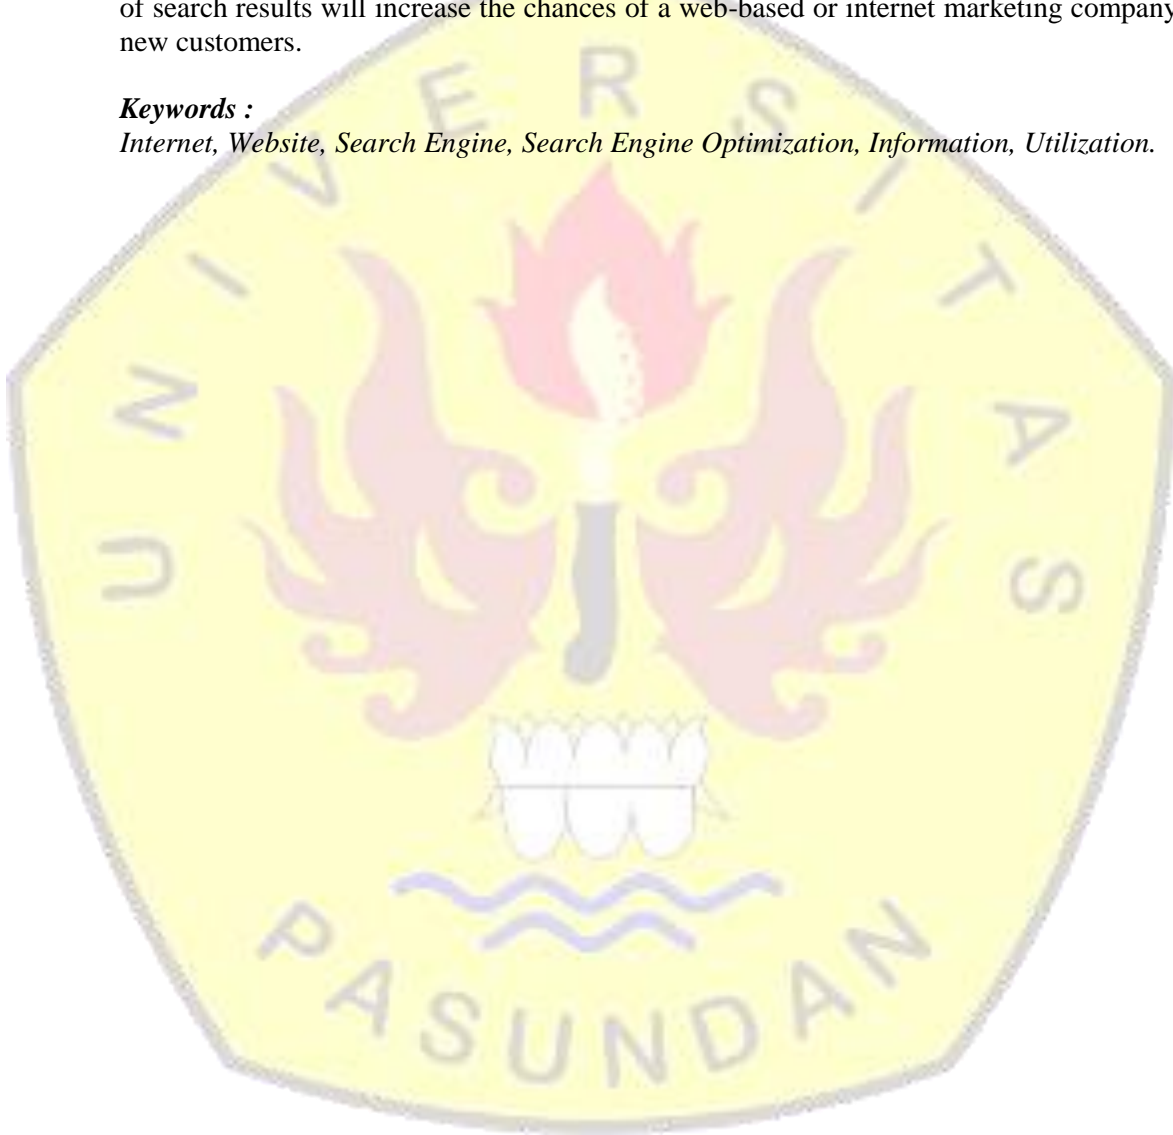 of search results will increase the chances of a web-based or internet marketing company
new customers.
Keywords :
Internet, Website, Search Engine, Search Engine Optimization, Information, Utilization.
UNIVERSITAS
PASUNDAN